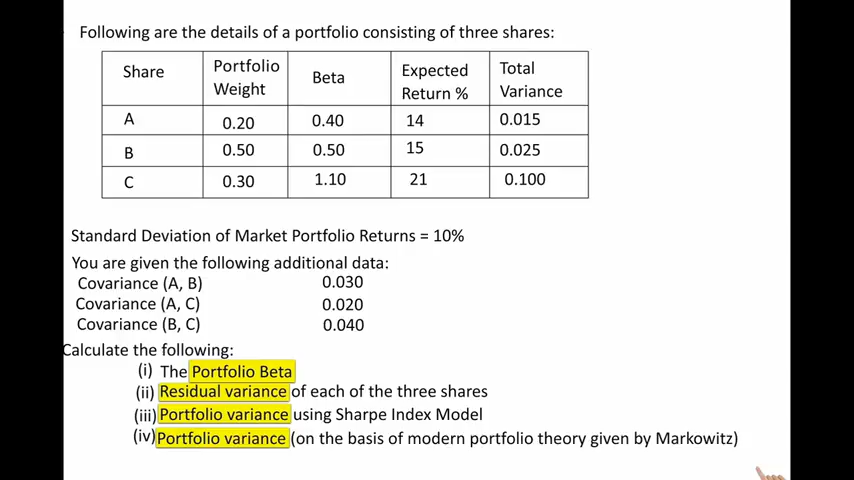 Following are the details of a portfolio consisting of three shares:
Share Portfolio Weight Beta Expected Return % Total Variance
A 0.20 0.40 14 0.015
B 0.50 0.50 15 0.025
C 0.30 1.10 21 0.100
Standard Deviation of Market Portfolio Returns = 10%
You are given the following additional data:
Covariance (A, B) 0.030
Covariance (A, C) 0.020
Covariance (B, C) 0.040
Calculate the following:
(i) The Portfolio Beta
(ii) Residual variance of each of the three shares
(iii) Portfolio variance using Sharpe Index Model
(iv) Portfolio variance (on the basis of modern portfolio theory given by Markowitz)